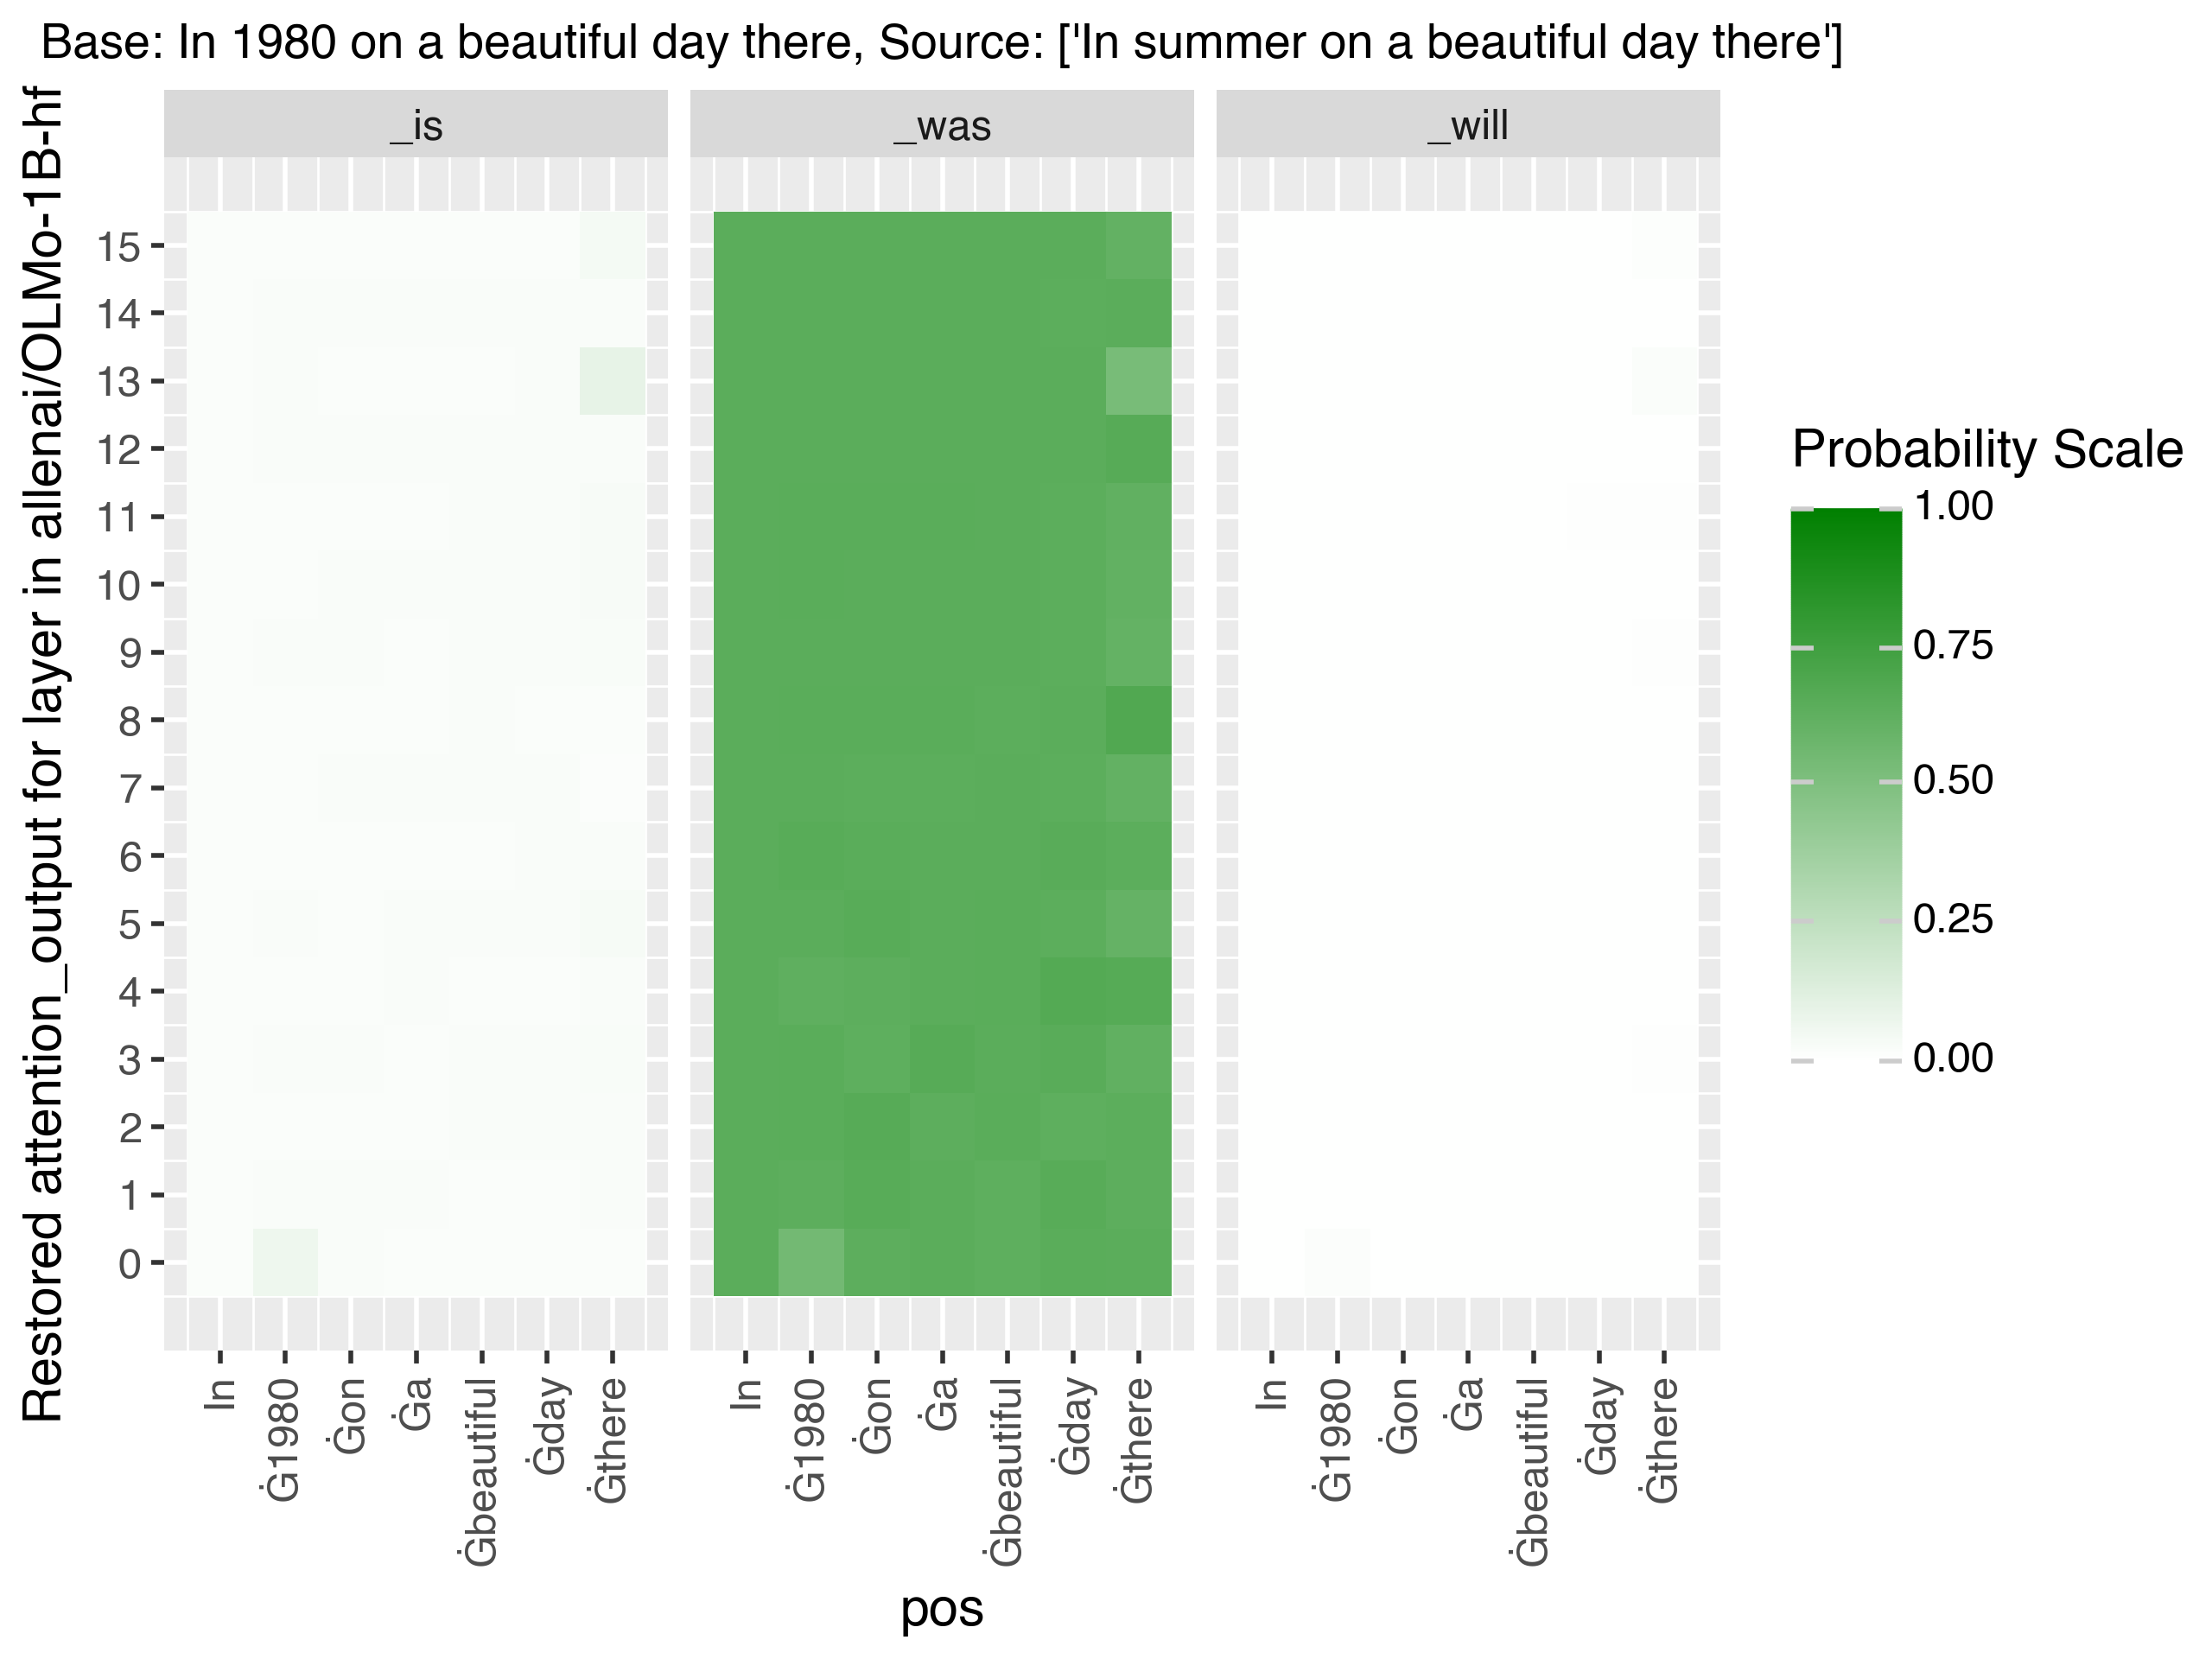 Base: In 1980 on a beautiful day there, Source: ['In summer on a beautiful day there']
Restored attention_output for layer in allenai/OLMo-1B-hf
_is
_was
_will
15
14
13
12
11
10
9
8
7
6
5
4
3
2
1
0
In
Ġ1980
Ġon
Ġa
Ġbeautiful
Ġday
Ġthere
In
Ġ1980
Ġon
Ġa
Ġbeautiful
Ġday
Ġthere
In
Ġ1980
Ġon
Ġa
Ġbeautiful
Ġday
Ġthere
pos
Probability Scale
1.00
0.75
0.50
0.25
0.00